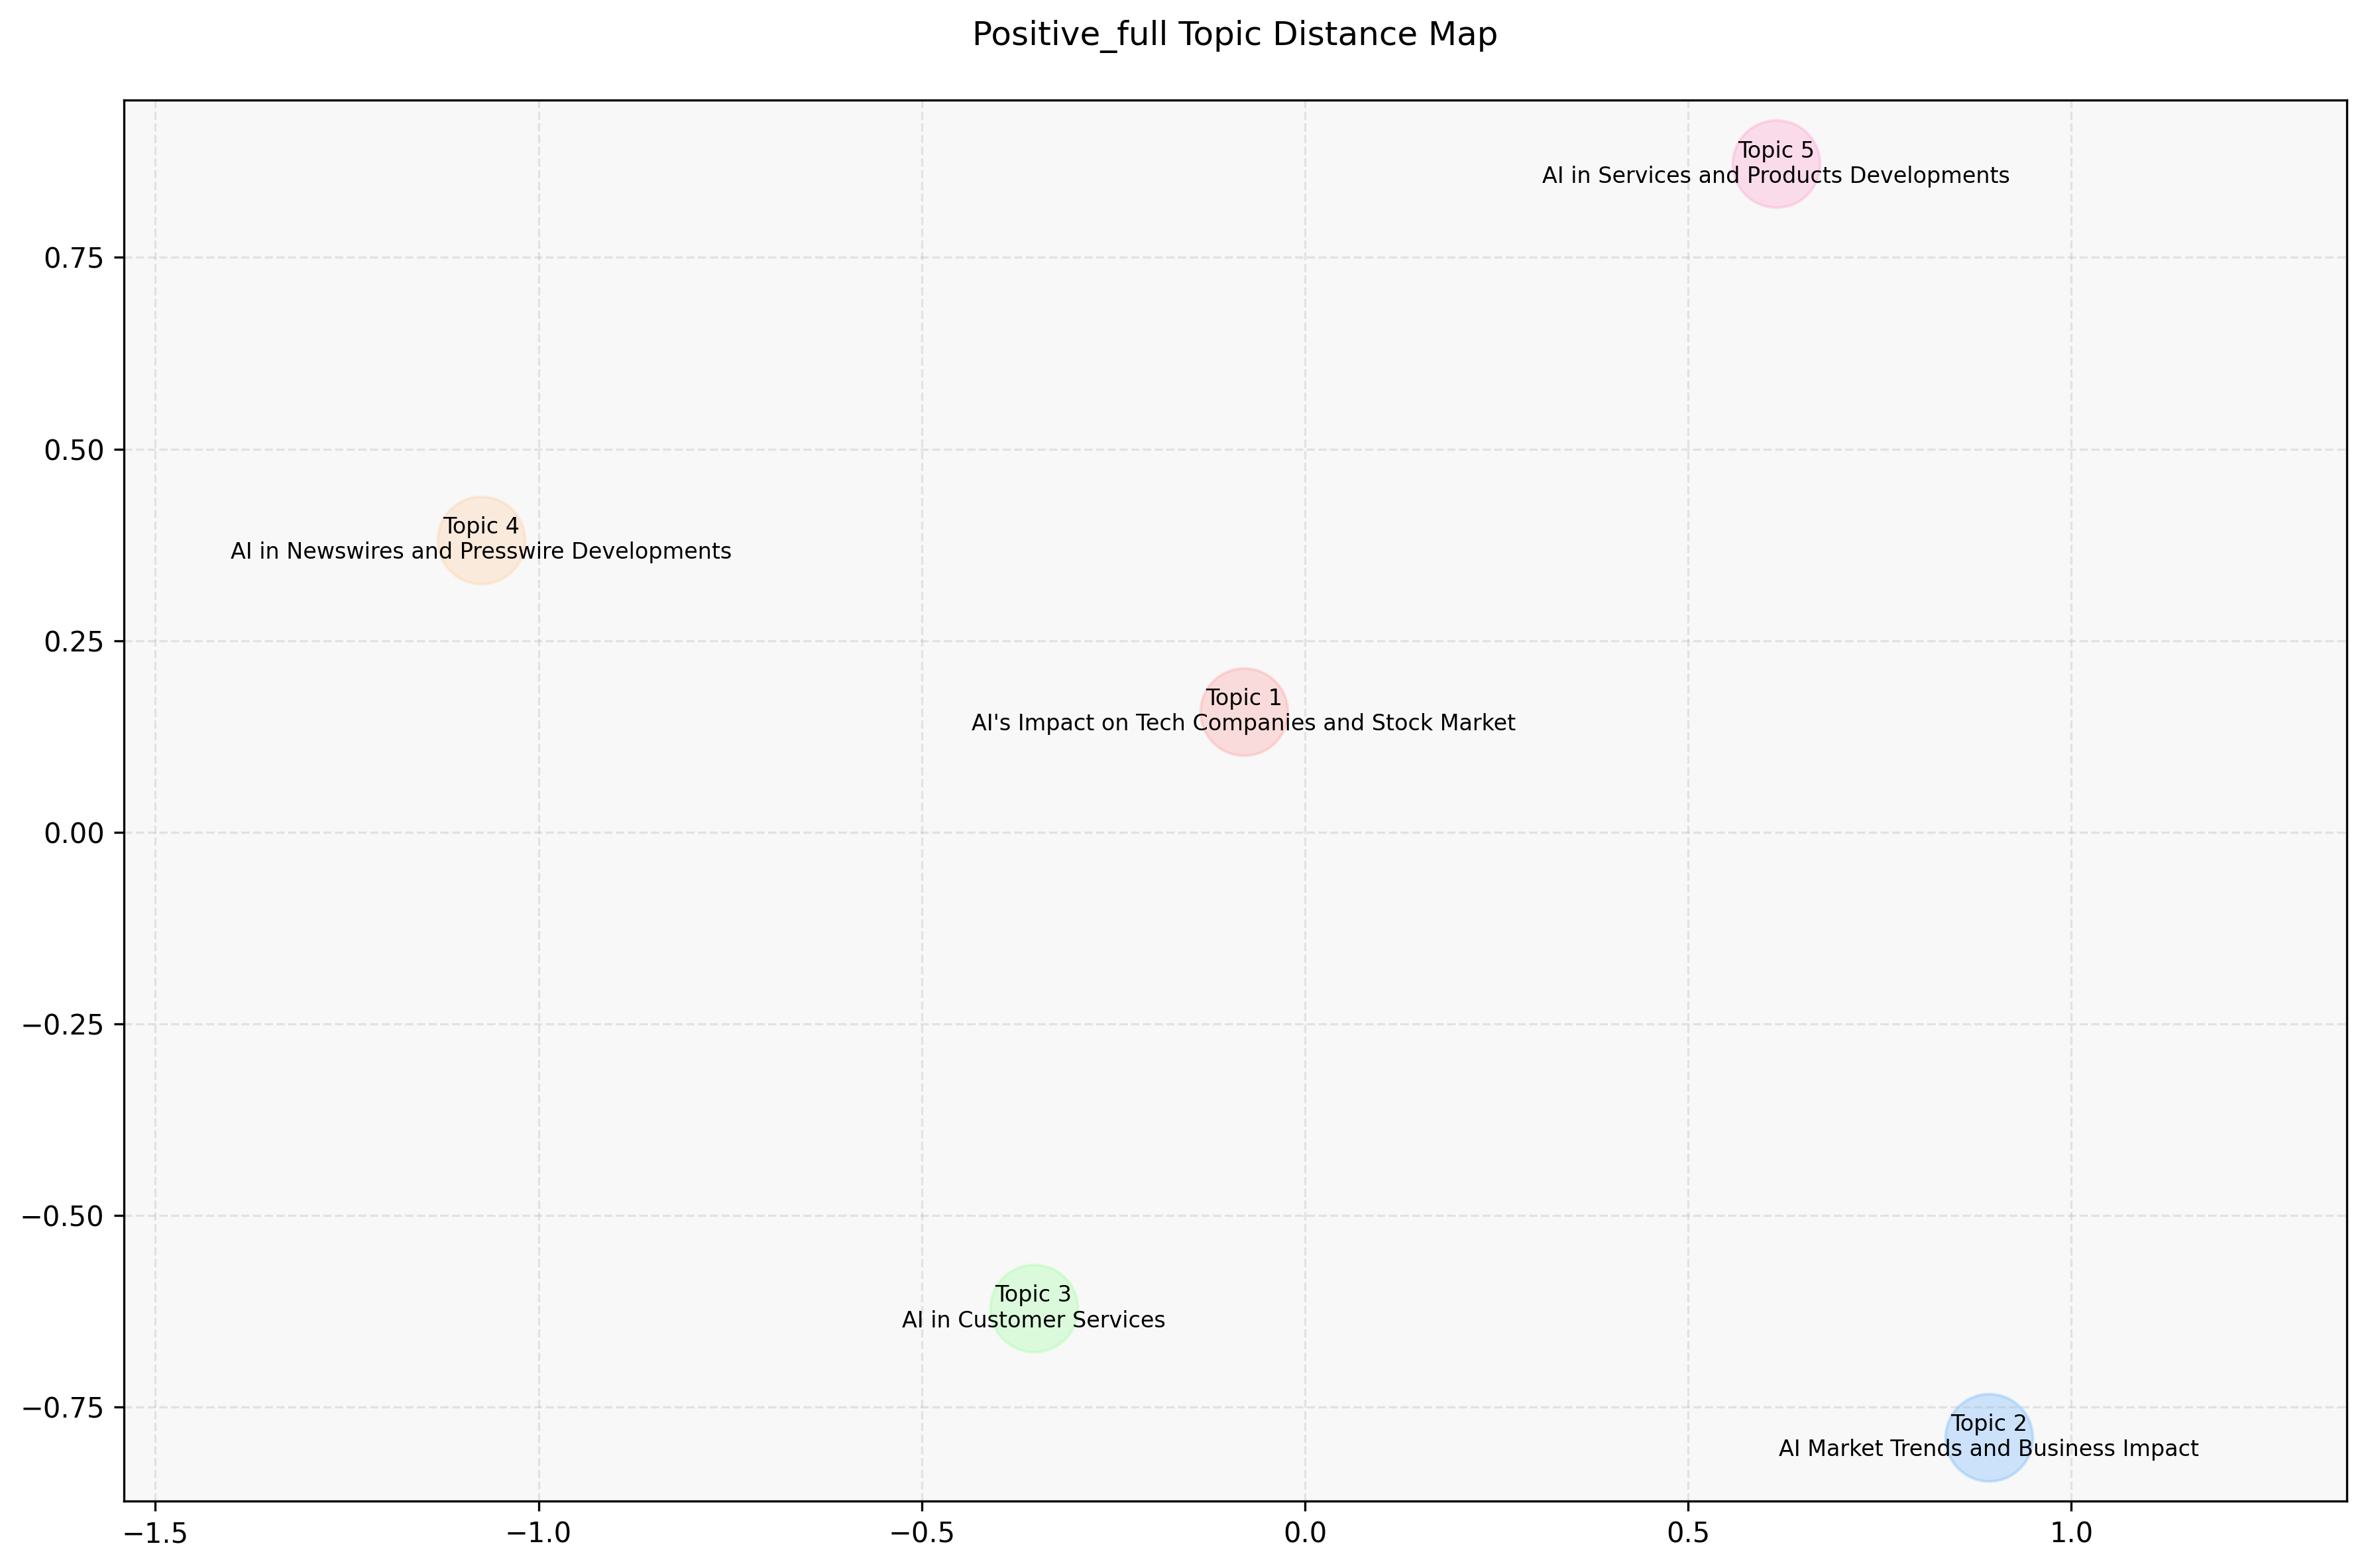 Positive_full Topic Distance Map
Topic 5
AI in Services and Products Developments
0.75
0.50
Topic 4
AI in Newswires and Presswire Developments
0.25
Topic 1
AI's Impact on Tech Companies and Stock Market
0.00
−0.25
−0.50
Topic 3
AI in Customer Services
−0.75
Topic 2
AI Market Trends and Business Impact
−1.5 −1.0 −0.5 0.0 0.5 1.0